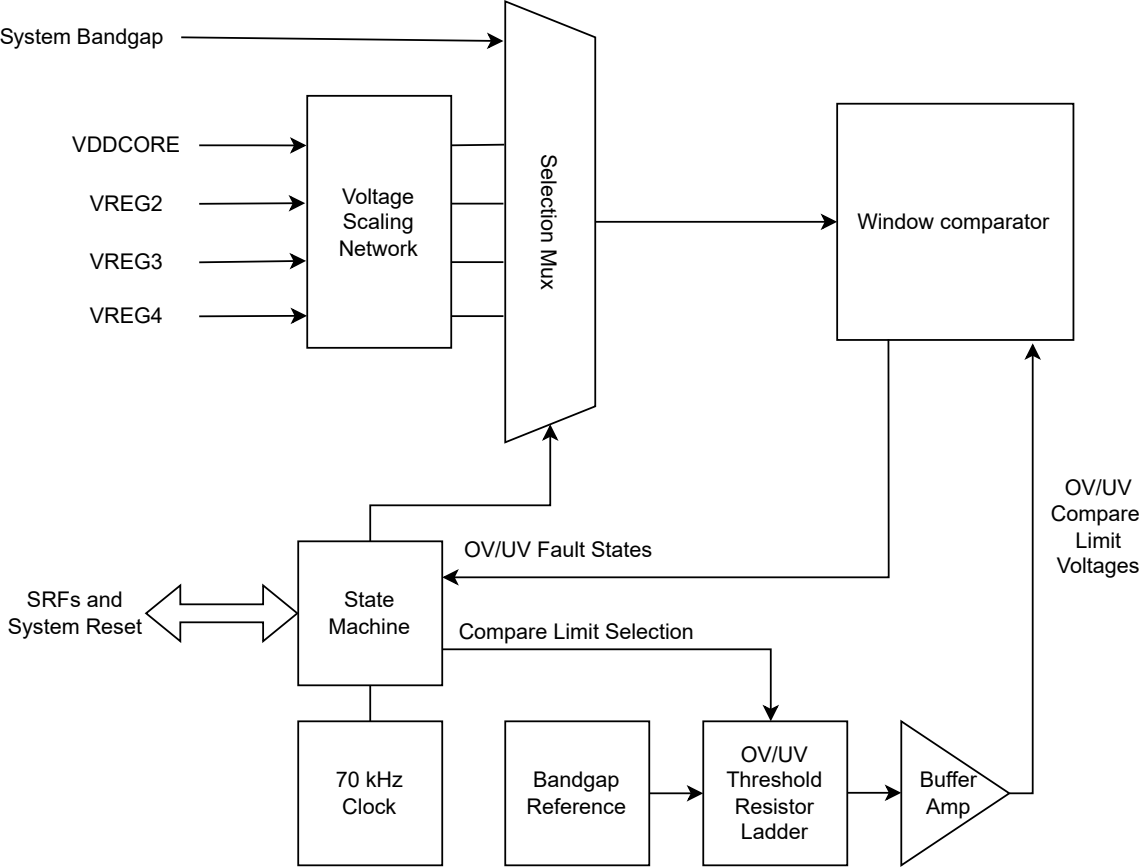 System Bandgap
VDDCORE
VREG2
VREG3
VREG4
Voltage
Scaling
Network
Selection Mux
Window comparator
OV/UV
Compare
Limit
Voltages
OV/UV Fault States
SRFs and
System Reset
State
Machine
Compare Limit Selection
70 kHz
Clock
Bandgap
Reference
OV/UV
Threshold
Resistor
Ladder
Buffer
Amp